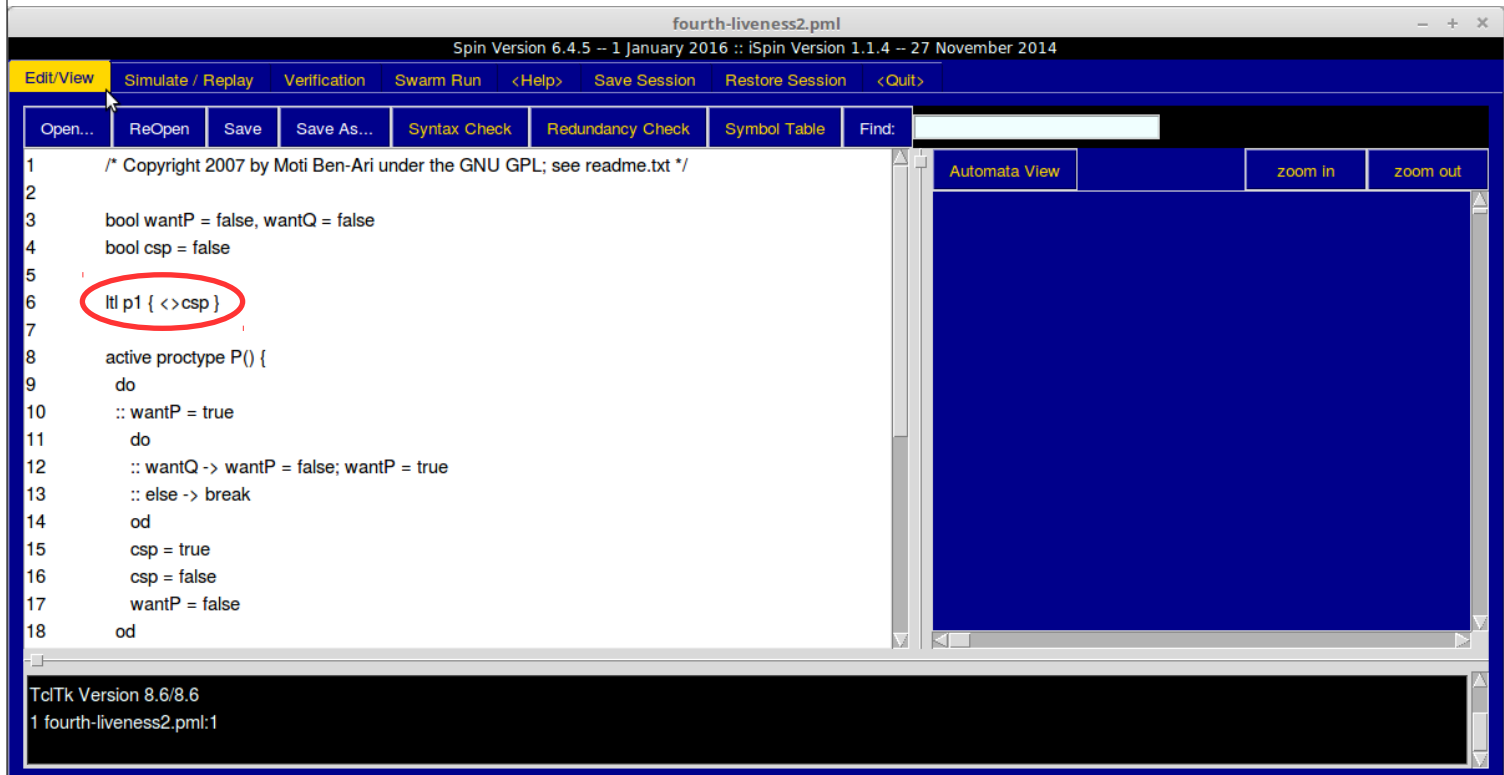 fourth-liveness2.pml
Spin Version 6.4.5 -- 1 January 2016 :: iSpin Version 1.1.4 -- 27 November 2014
Edit/View Simulate / Replay Verification Swarm Run <Help> Save Session Restore Session <Quit>
Open... ReOpen Save Save As... Syntax Check Redundancy Check Symbol Table Find:
Automata View zoom in zoom out
1 /* Copyright 2007 by Moti Ben-Ari under the GNU GPL; see readme.txt */
2
3 bool wantP = false, wantQ = false
4 bool csp = false
5
6 ltl p1 { <>csp }
7
8 active proctype P() {
9 do
10 :: wantP = true
11 do
12 :: wantQ -> wantP = false; wantP = true
13 :: else -> break
14 od
15 csp = true
16 csp = false
17 wantP = false
18 od
TclTk Version 8.6/8.6
1 fourth-liveness2.pml:1